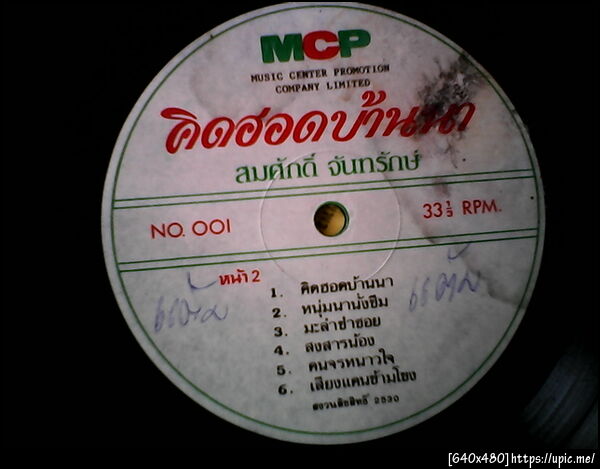 MCP
MUSIC CENTER PROMOTION
COMPANY LIMITED
คิดฮอดบ้านนา
สมศักดิ์ จันทรักษ์
NO. 001
33 1/3 RPM.
หน้า 2
1. คิดฮอดบ้านนา
2. หนุ่มนานั่งซึม
3. มะลำซำซอย
4. สงสารน้อง
5. คนจรหนาวใจ
6. เสียงแคนข้ามโขง
สงวนลิขสิทธิ์ 2530
[640x480]https://upic.me/